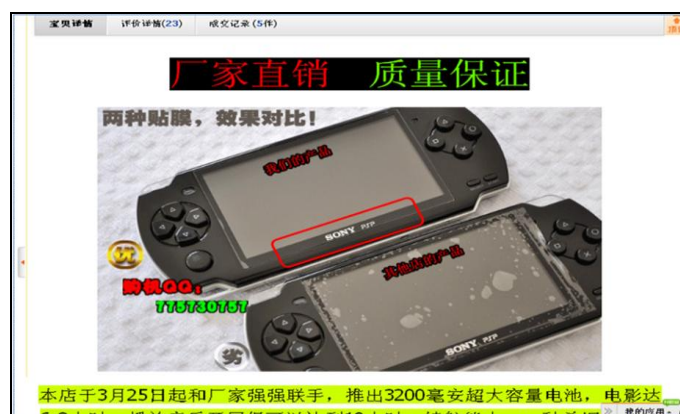 宝贝详情 评价详情(23) 成交记录 (5件)
厂家直销 质量保证
两种贴膜，效果对比！
我们的产品
SONY PSP
优
购机QQ：
775730757
其他店的产品
SONY PSP
劣
本店于3月25日起和厂家强强联手，推出3200毫安超大容量电池，电影达
我的应用